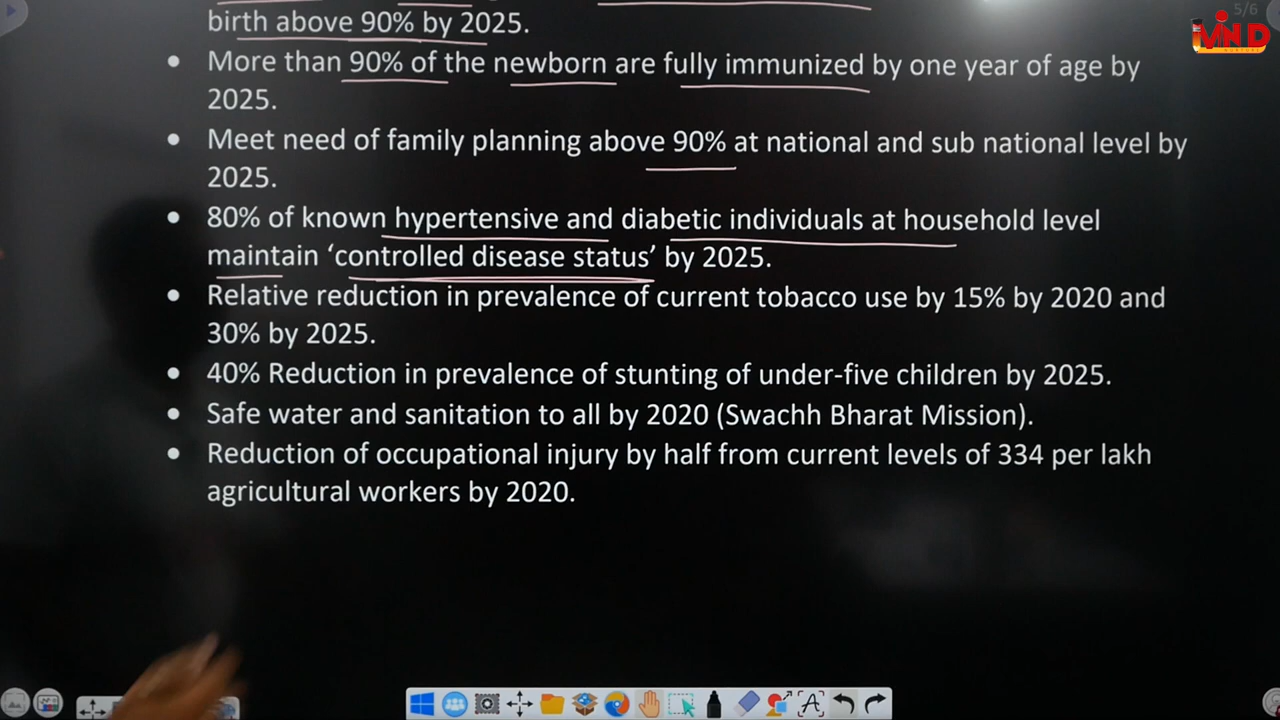 5/6
MIND
birth above 90% by 2025.
• More than 90% of the newborn are fully immunized by one year of age by
2025.
• Meet need of family planning above 90% at national and sub national level by
2025.
• 80% of known hypertensive and diabetic individuals at household level
maintain ‘controlled disease status’ by 2025.
• Relative reduction in prevalence of current tobacco use by 15% by 2020 and
30% by 2025.
• 40% Reduction in prevalence of stunting of under-five children by 2025.
• Safe water and sanitation to all by 2020 (Swachh Bharat Mission).
• Reduction of occupational injury by half from current levels of 334 per lakh
agricultural workers by 2020.